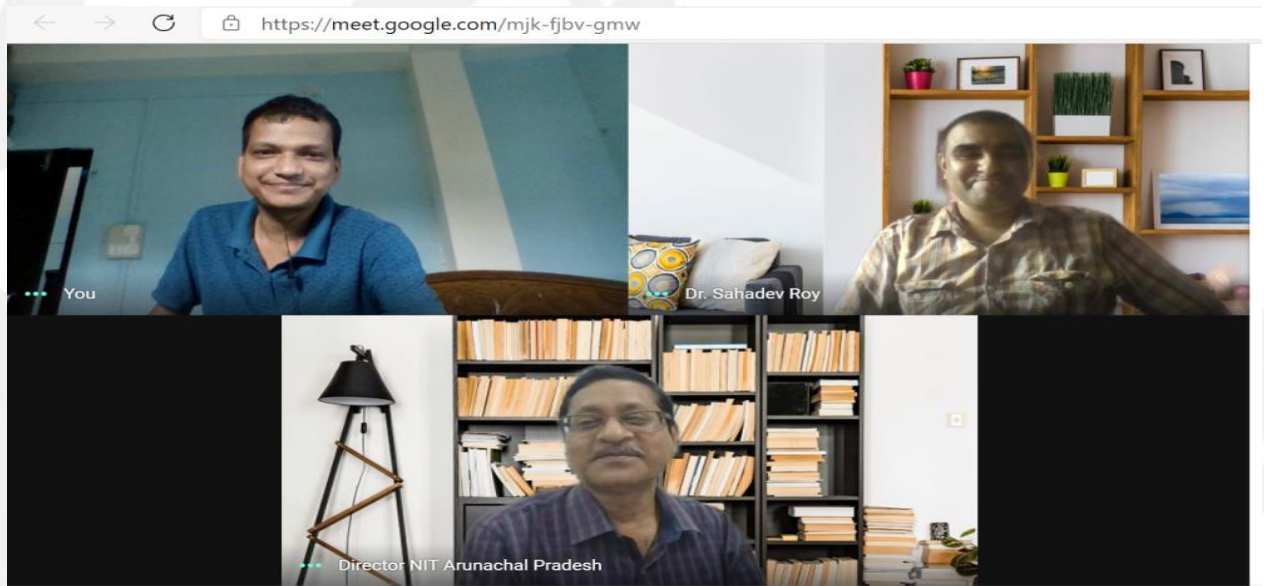 https://meet.google.com/mjk-fjbv-gmw
You
Dr. Sahadev Roy
Director NIT Arunachal Pradesh